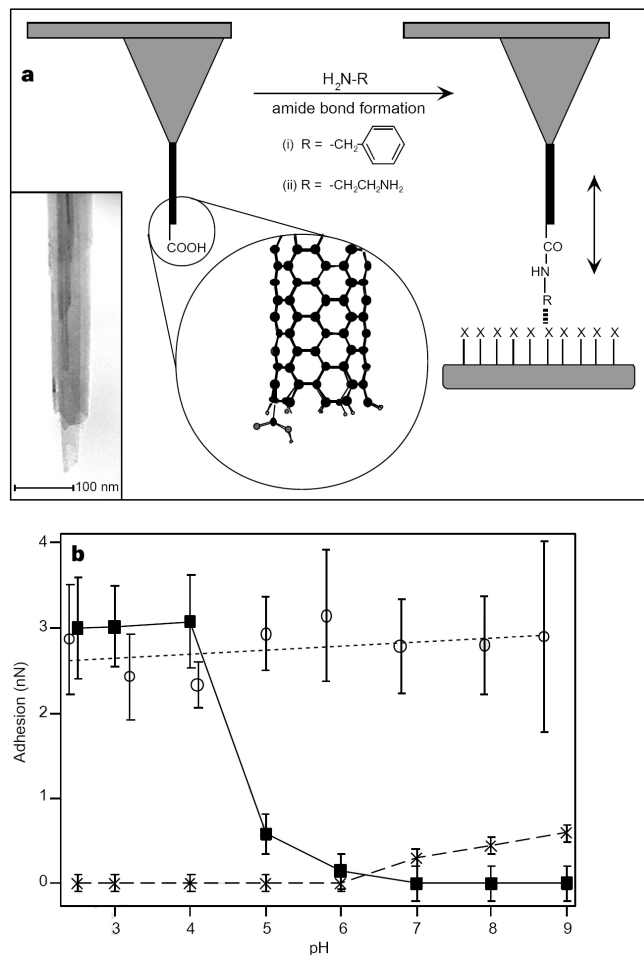 a
H₂N-R
amide bond formation
(i) R = -CH₂-
(ii) R = -CH₂CH₂NH₂
COOH
100 nm
CO
HN
R
X X X X X X X X X X
b
Adhesion (nN)
4
3
2
1
0
3 4 5 6 7 8 9
pH